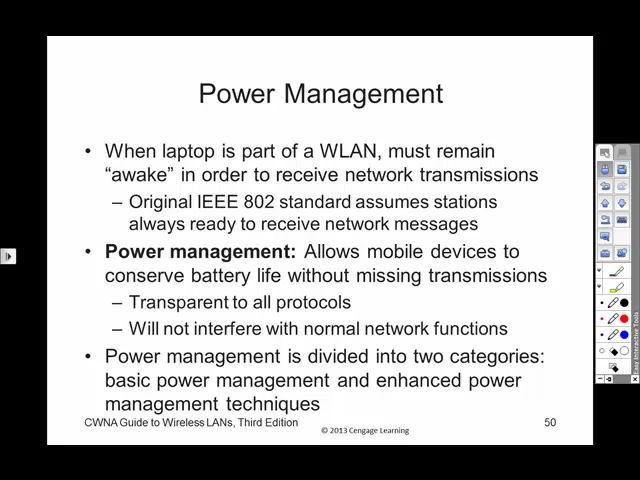 Power Management
• When laptop is part of a WLAN, must remain
“awake” in order to receive network transmissions
– Original IEEE 802 standard assumes stations
always ready to receive network messages
• Power management: Allows mobile devices to
conserve battery life without missing transmissions
– Transparent to all protocols
– Will not interfere with normal network functions
• Power management is divided into two categories:
basic power management and enhanced power
management techniques
CWNA Guide to Wireless LANs, Third Edition
© 2013 Cengage Learning
50
Easy Interactive Tools